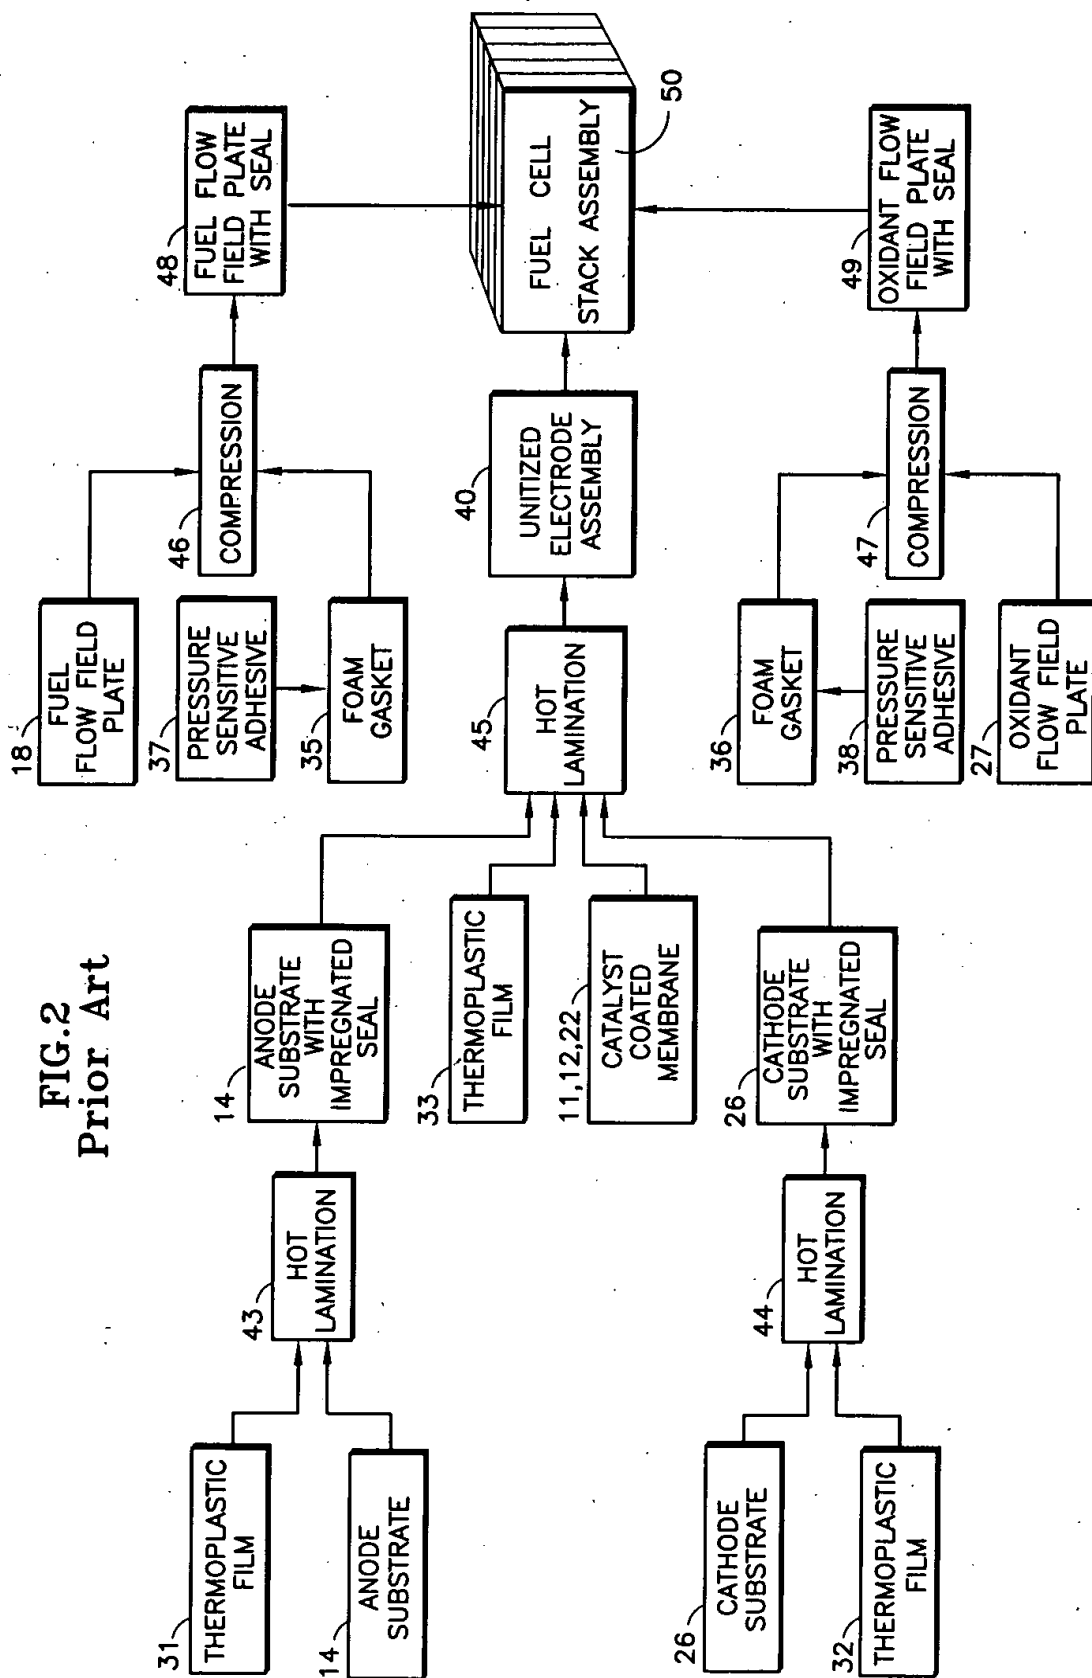 FIG.2
Prior Art
31
THERMOPLASTIC
FILM
14
ANODE
SUBSTRATE
43
HOT
LAMINATION
14
ANODE
SUBSTRATE
WITH
IMPREGNATED
SEAL
33
THERMOPLASTIC
FILM
11,12,22
CATALYST
COATED
MEMBRANE
26
CATHODE
SUBSTRATE
32
THERMOPLASTIC
FILM
44
HOT
LAMINATION
26
CATHODE
SUBSTRATE
WITH
IMPREGNATED
SEAL
45
HOT
LAMINATION
40
UNITIZED
ELECTRODE
ASSEMBLY
18
FUEL
FLOW FIELD
PLATE
37
PRESSURE
SENSITIVE
ADHESIVE
35
FOAM
GASKET
46
COMPRESSION
48
FUEL FLOW
FIELD PLATE
WITH SEAL
36
FOAM
GASKET
38
PRESSURE
SENSITIVE
ADHESIVE
27
OXIDANT
FLOW FIELD
PLATE
47
COMPRESSION
49
OXIDANT FLOW
FIELD PLATE
WITH SEAL
FUEL CELL
STACK ASSEMBLY
50